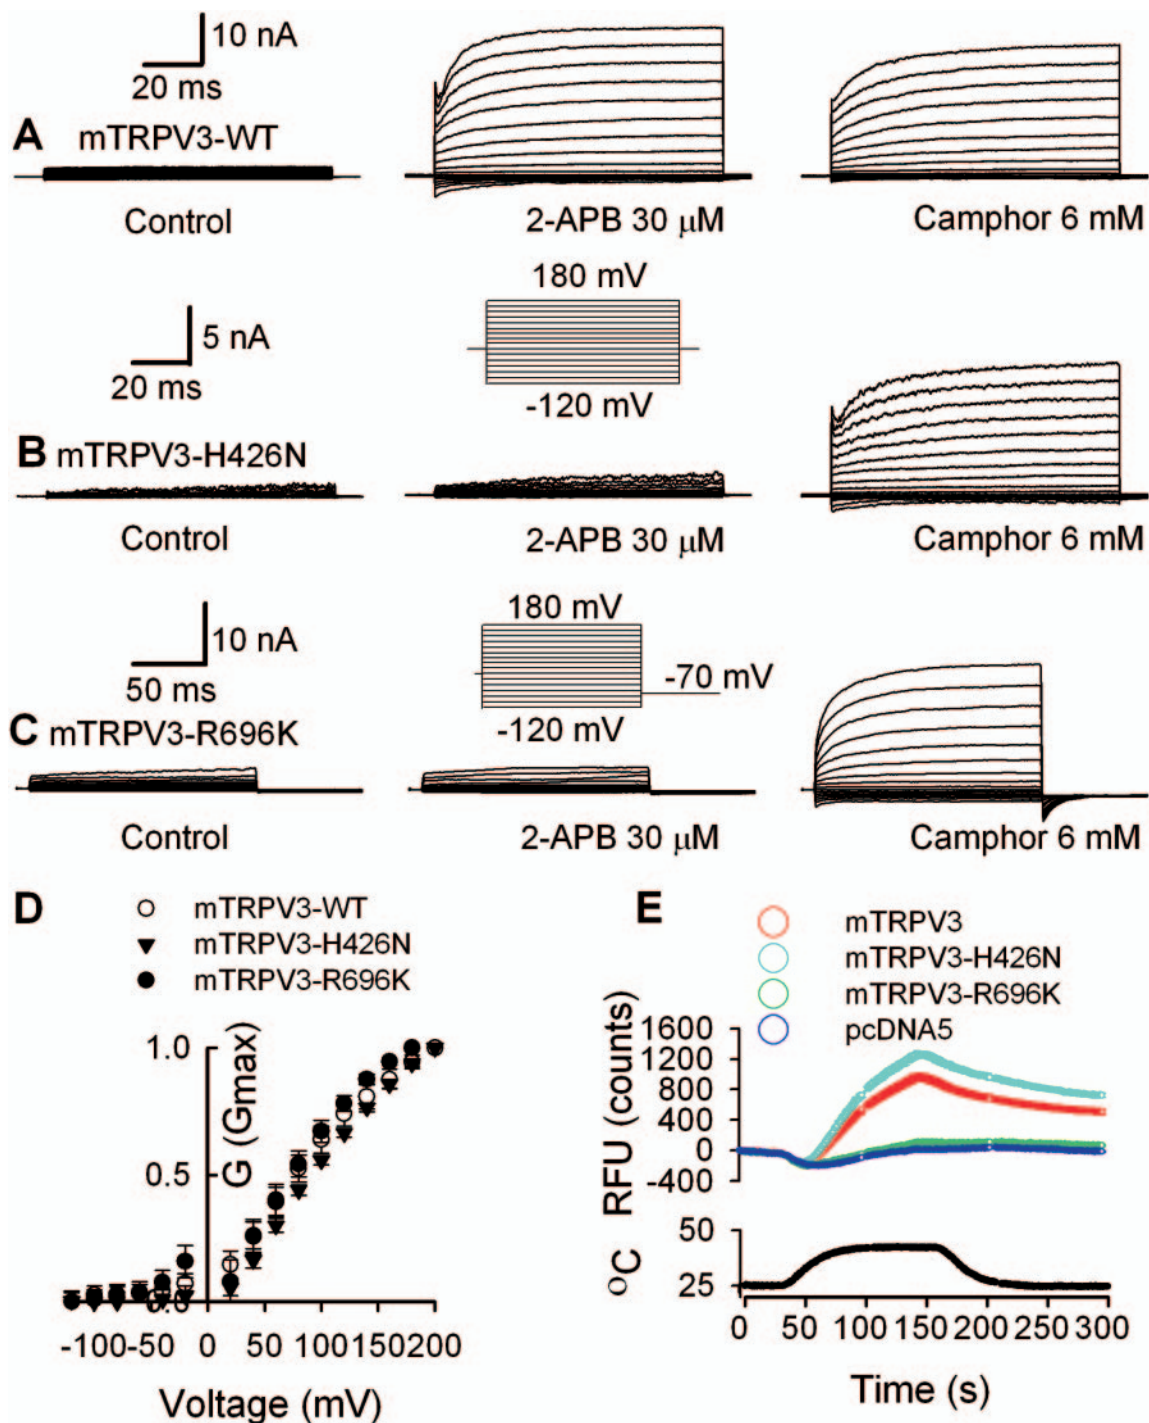 10 nA
20 ms
A mTRPV3-WT
Control
2-APB 30 μM
Camphor 6 mM
180 mV
5 nA
20 ms
-120 mV
B mTRPV3-H426N
Control
2-APB 30 μM
Camphor 6 mM
180 mV
10 nA
50 ms
-70 mV
-120 mV
C mTRPV3-R696K
Control
2-APB 30 μM
Camphor 6 mM
D
mTRPV3-WT
mTRPV3-H426N
mTRPV3-R696K
1.0
0.5
0.0
G (Gmax)
-100 -50 0 50 100 150 200
Voltage (mV)
E
mTRPV3
mTRPV3-H426N
mTRPV3-R696K
pcDNA5
1600
1200
800
400
0
-400
RFU (counts)
50
25
oC
0 50 100 150 200 250 300
Time (s)